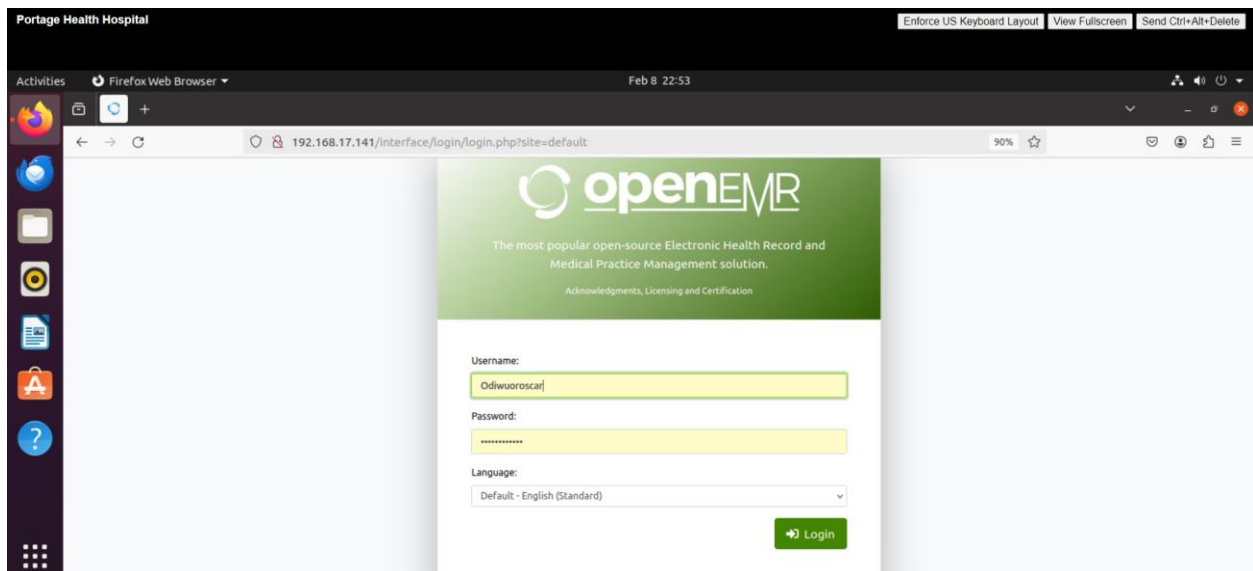 Portage Health Hospital
Enforce US Keyboard Layout View Fullscreen Send Ctrl+Alt+Delete
Activities Firefox Web Browser Feb 8 22:53
192.168.17.141/interface/login/login.php?site=default 90%
openEMR
The most popular open-source Electronic Health Record and
Medical Practice Management solution.
Acknowledgments, Licensing and Certification
Username:
Odiwuoroscar
Password:
••••••••••••
Language:
Default - English (Standard)
Login